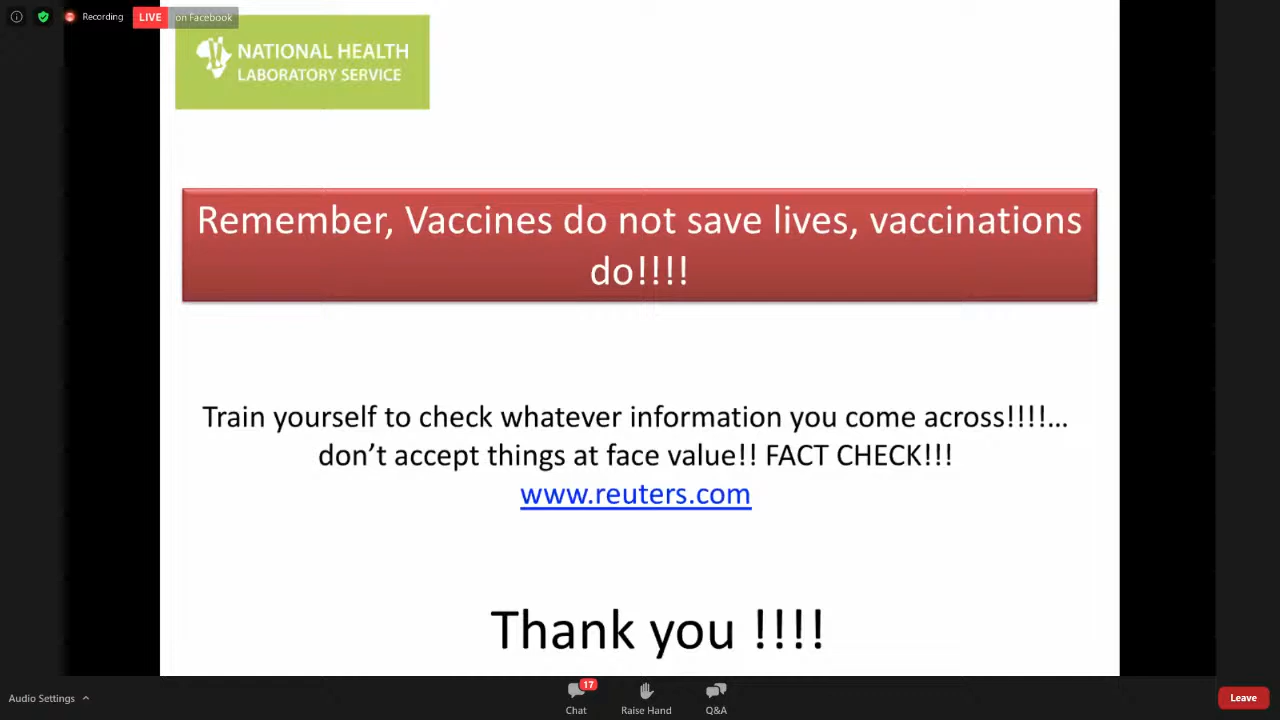 Recording
LIVE
on Facebook
NATIONAL HEALTH
LABORATORY SERVICE
Remember, Vaccines do not save lives, vaccinations
do!!!!
Train yourself to check whatever information you come across!!!!...
don’t accept things at face value!! FACT CHECK!!!
www.reuters.com
Thank you !!!!
Audio Settings
17
Chat
Raise Hand
Q&A
Leave